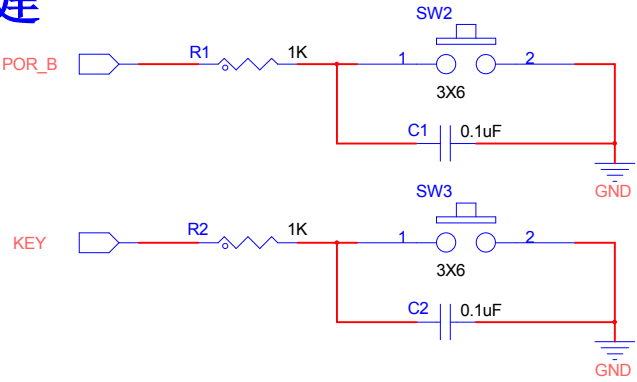 SW2
POR_B
R1
1K
1
2
3X6
C1
0.1uF
GND
SW3
KEY
R2
1K
1
2
3X6
C2
0.1uF
GND